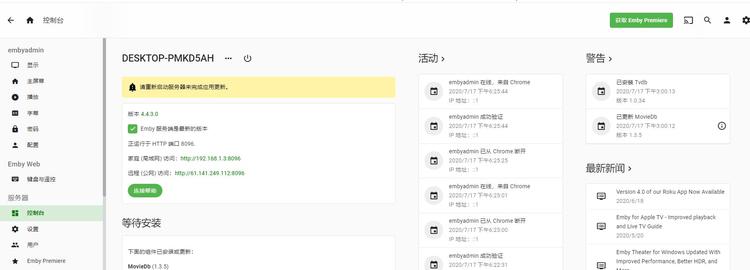 控制台
获取 Emby Premiere
embyadmin
显示
主屏幕
播放
字幕
密码
配置
Emby Web
键盘与遥控
服务器
控制台
设置
用户
Emby Premiere
DESKTOP-PMKD5AH
请重新启动服务器来完成应用更新。
版本 4.4.3.0
Emby 服务端是最新的版本
正运行于 HTTP 端口 8096.
家庭 (局域网) 访问: http://192.168.1.3:8096
远程 (公网) 访问: http://61.141.249.112:8096
连接帮助
等待安装
下面的组件已安装或更新:
MovieDb (1.3.5)
活动
embyadmin 在线，来自 Chrome
2020/7/17 下午6:25:44
IP 地址: ::1
embyadmin 成功验证
2020/7/17 下午6:25:44
IP 地址: ::1
embyadmin 已从 Chrome 断开
2020/7/17 下午6:25:25
IP 地址: ::1
embyadmin 在线，来自 Chrome
2020/7/17 下午6:23:01
IP 地址: ::1
embyadmin 已从 Chrome 断开
2020/7/17 下午6:23:00
IP 地址: ::1
embyadmin 成功验证
2020/7/17 下午6:22:31
警告
已安装 Tvdb
2020/7/17 下午3:00:13
版本 1.0.34
已更新 MovieDb
2020/7/17 下午3:00:12
版本 1.3.5
最新新闻
Version 4.0 of our Roku App Now Available
2020/6/18
Emby for Apple TV - Improved playback
and Live TV Guide
2020/5/20
Emby Theater for Windows Updated With
Improved Performance, Better HDR, and